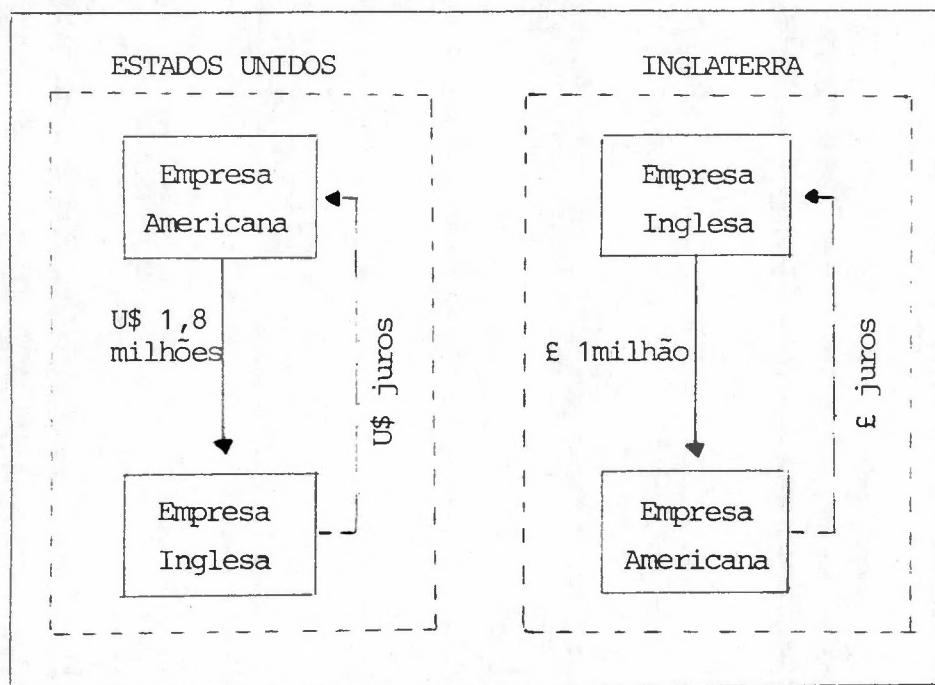 ESTADOS UNIDOS
Empresa
Americana
U$ 1,8
milhões
U$ juros
Empresa
Inglesa
INGLATERRA
Empresa
Inglesa
£ 1milhão
£ juros
Empresa
Americana